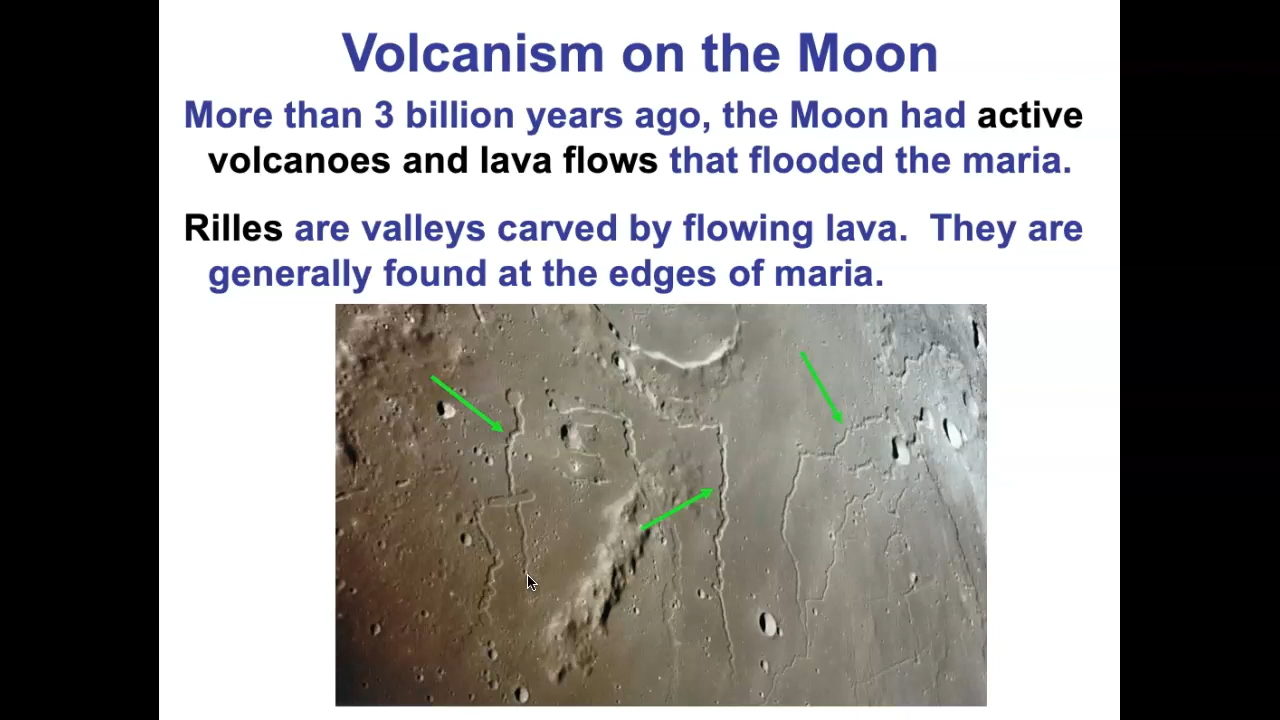 Volcanism on the Moon
More than 3 billion years ago, the Moon had active
volcanoes and lava flows that flooded the maria.
Rilles are valleys carved by flowing lava. They are
generally found at the edges of maria.